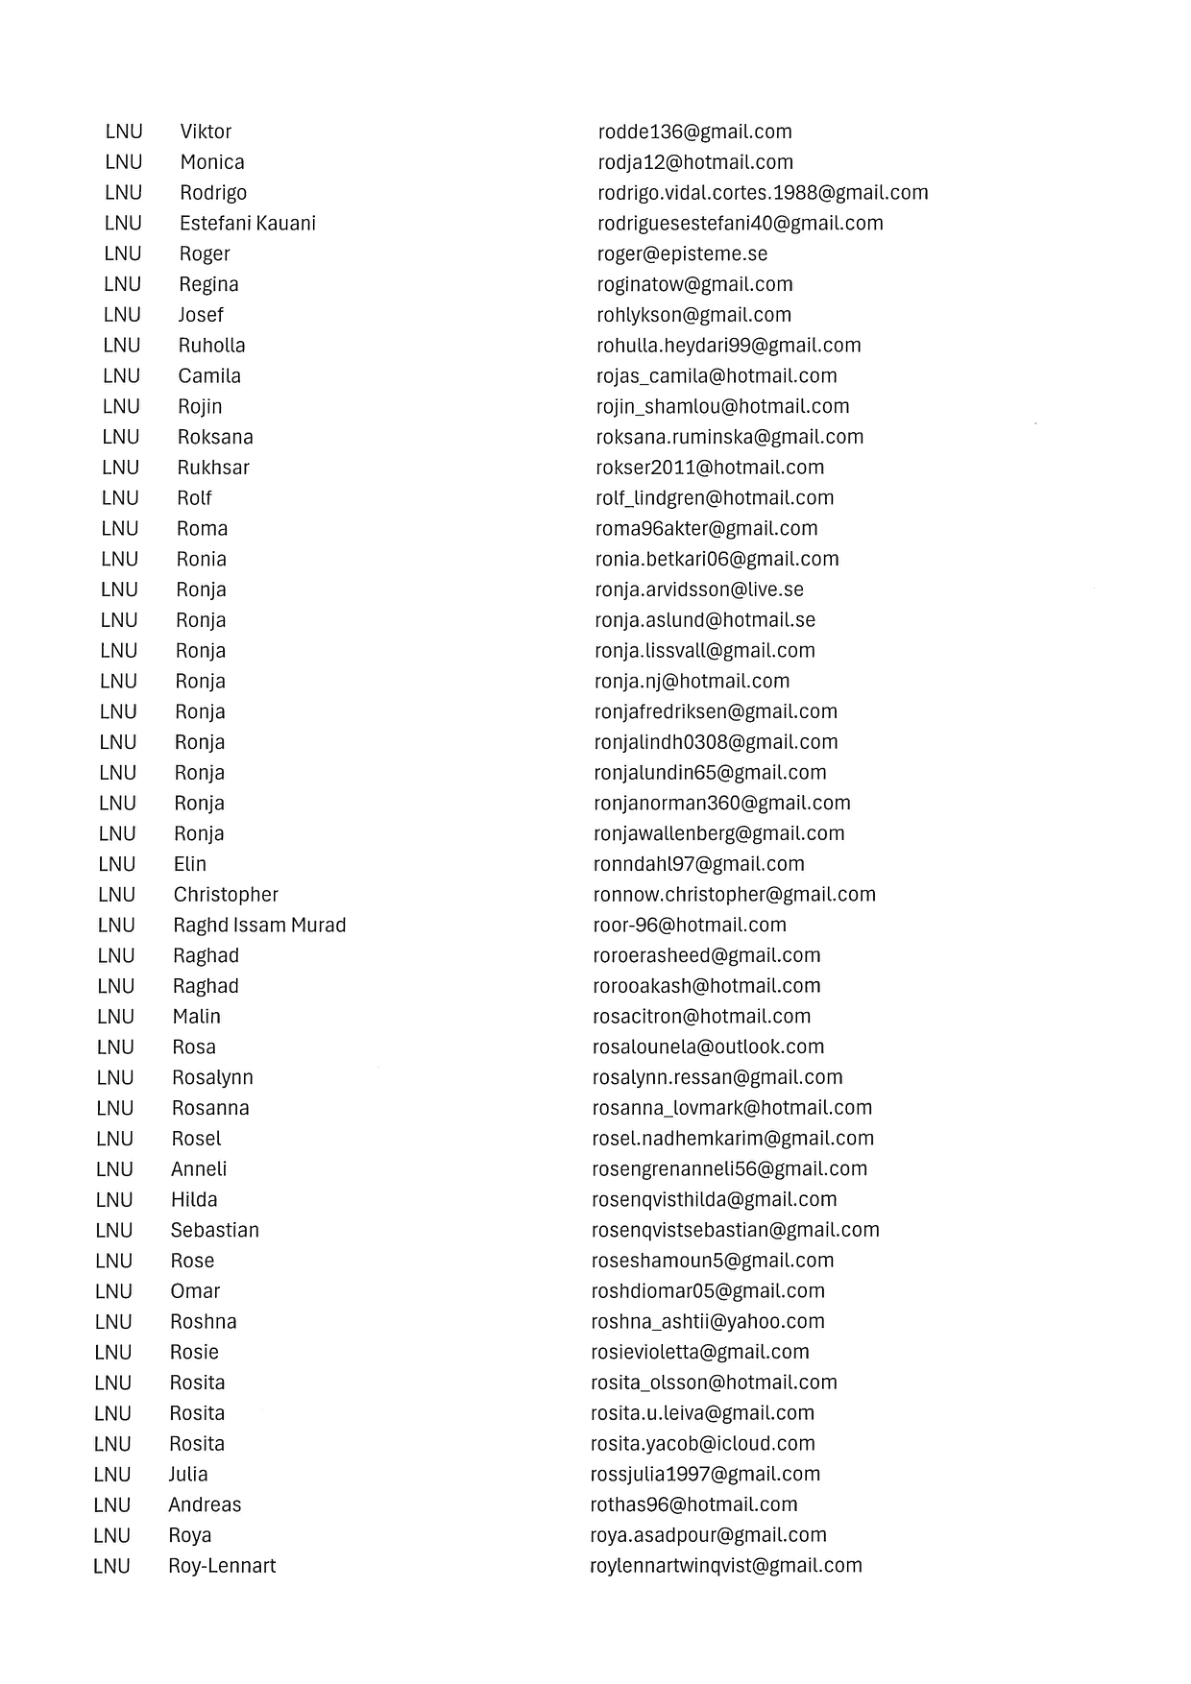 LNU Viktor rodde136@gmail.com
LNU Monica rodja12@hotmail.com
LNU Rodrigo rodrigo.vidal.cortes.1988@gmail.com
LNU Estefani Kauani rodriguesestefani40@gmail.com
LNU Roger roger@episteme.se
LNU Regina roginatow@gmail.com
LNU Josef rohlykson@gmail.com
LNU Ruholla rohulla.heydari99@gmail.com
LNU Camila rojas_camila@hotmail.com
LNU Rojin rojin_shamlou@hotmail.com
LNU Roksana roksana.ruminska@gmail.com
LNU Rukhsar rokser2011@hotmail.com
LNU Rolf rolf_lindgren@hotmail.com
LNU Roma roma96akter@gmail.com
LNU Ronia ronia.betkari06@gmail.com
LNU Ronja ronja.arvidsson@live.se
LNU Ronja ronja.aslund@hotmail.se
LNU Ronja ronja.lissvall@gmail.com
LNU Ronja ronja.nj@hotmail.com
LNU Ronja ronjafredriksen@gmail.com
LNU Ronja ronjalindh0308@gmail.com
LNU Ronja ronjalundin65@gmail.com
LNU Ronja ronjanorman360@gmail.com
LNU Ronja ronjawallenberg@gmail.com
LNU Elin ronndahl97@gmail.com
LNU Christopher ronnow.christopher@gmail.com
LNU Raghd Issam Murad roor-96@hotmail.com
LNU Raghad roroerasheed@gmail.com
LNU Raghad rorooakash@hotmail.com
LNU Malin rosacitron@hotmail.com
LNU Rosa rosalounela@outlook.com
LNU Rosalynn rosalynn.ressan@gmail.com
LNU Rosanna rosanna_lovmark@hotmail.com
LNU Rosel rosel.nadhemkarim@gmail.com
LNU Anneli rosengrenanneli56@gmail.com
LNU Hilda rosenqvisthilda@gmail.com
LNU Sebastian rosenqvistsebastian@gmail.com
LNU Rose roseshamoun5@gmail.com
LNU Omar roshdiomar05@gmail.com
LNU Roshna roshna_ashtii@yahoo.com
LNU Rosie rosievioletta@gmail.com
LNU Rosita rosita_olsson@hotmail.com
LNU Rosita rosita.u.leiva@gmail.com
LNU Rosita rosita.yacob@icloud.com
LNU Julia rossjulia1997@gmail.com
LNU Andreas rothas96@hotmail.com
LNU Roya roya.asadpour@gmail.com
LNU Roy-Lennart roylennartwinqvist@gmail.com